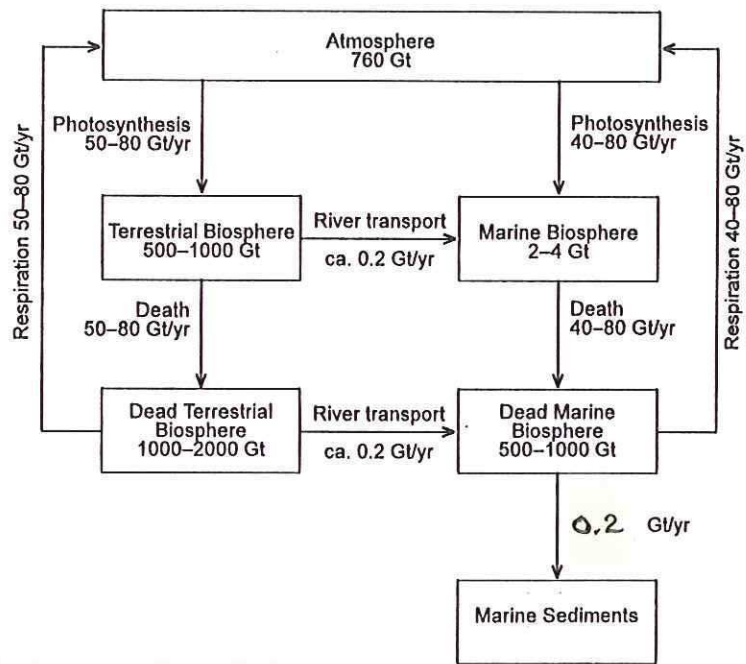 Atmosphere
760 Gt
Photosynthesis
50–80 Gt/yr
Photosynthesis
40–80 Gt/yr
Respiration 50–80 Gt/yr
Respiration 40–80 Gt/yr
Terrestrial Biosphere
500–1000 Gt
River transport
ca. 0.2 Gt/yr
Marine Biosphere
2–4 Gt
Death
50–80 Gt/yr
Death
40–80 Gt/yr
Dead Terrestrial
Biosphere
1000–2000 Gt
River transport
ca. 0.2 Gt/yr
Dead Marine
Biosphere
500–1000 Gt
0.2 Gt/yr
Marine Sediments